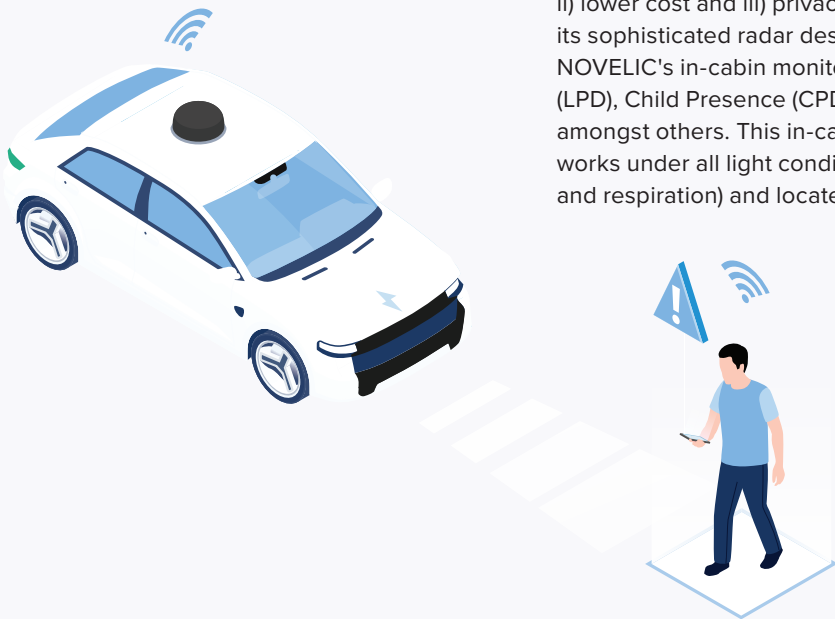 ii) lower cost and iii) privac
its sophisticated radar des
NOVELIC's in-cabin monit
(LPD), Child Presence (CPD
amongst others. This in-ca
works under all light condi
and respiration) and locate